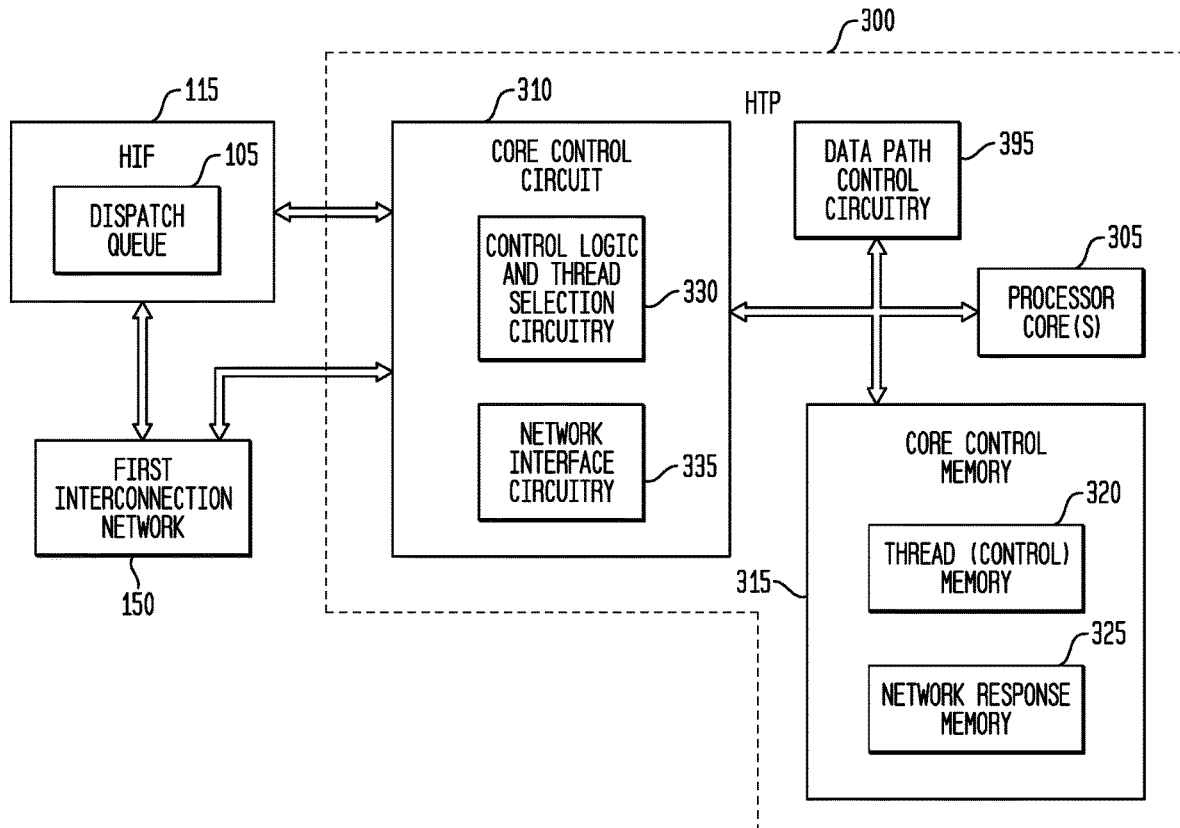 300
115
HIF
105
DISPATCH
QUEUE
310
CORE CONTROL
CIRCUIT
CONTROL LOGIC
AND THREAD
SELECTION
CIRCUITRY
330
NETWORK
INTERFACE
CIRCUITRY
335
HTP
DATA PATH
CONTROL
CIRCUITRY
395
305
PROCESSOR
CORE(S)
FIRST
INTERCONNECTION
NETWORK
150
CORE CONTROL
MEMORY
320
THREAD (CONTROL)
MEMORY
315
325
NETWORK RESPONSE
MEMORY